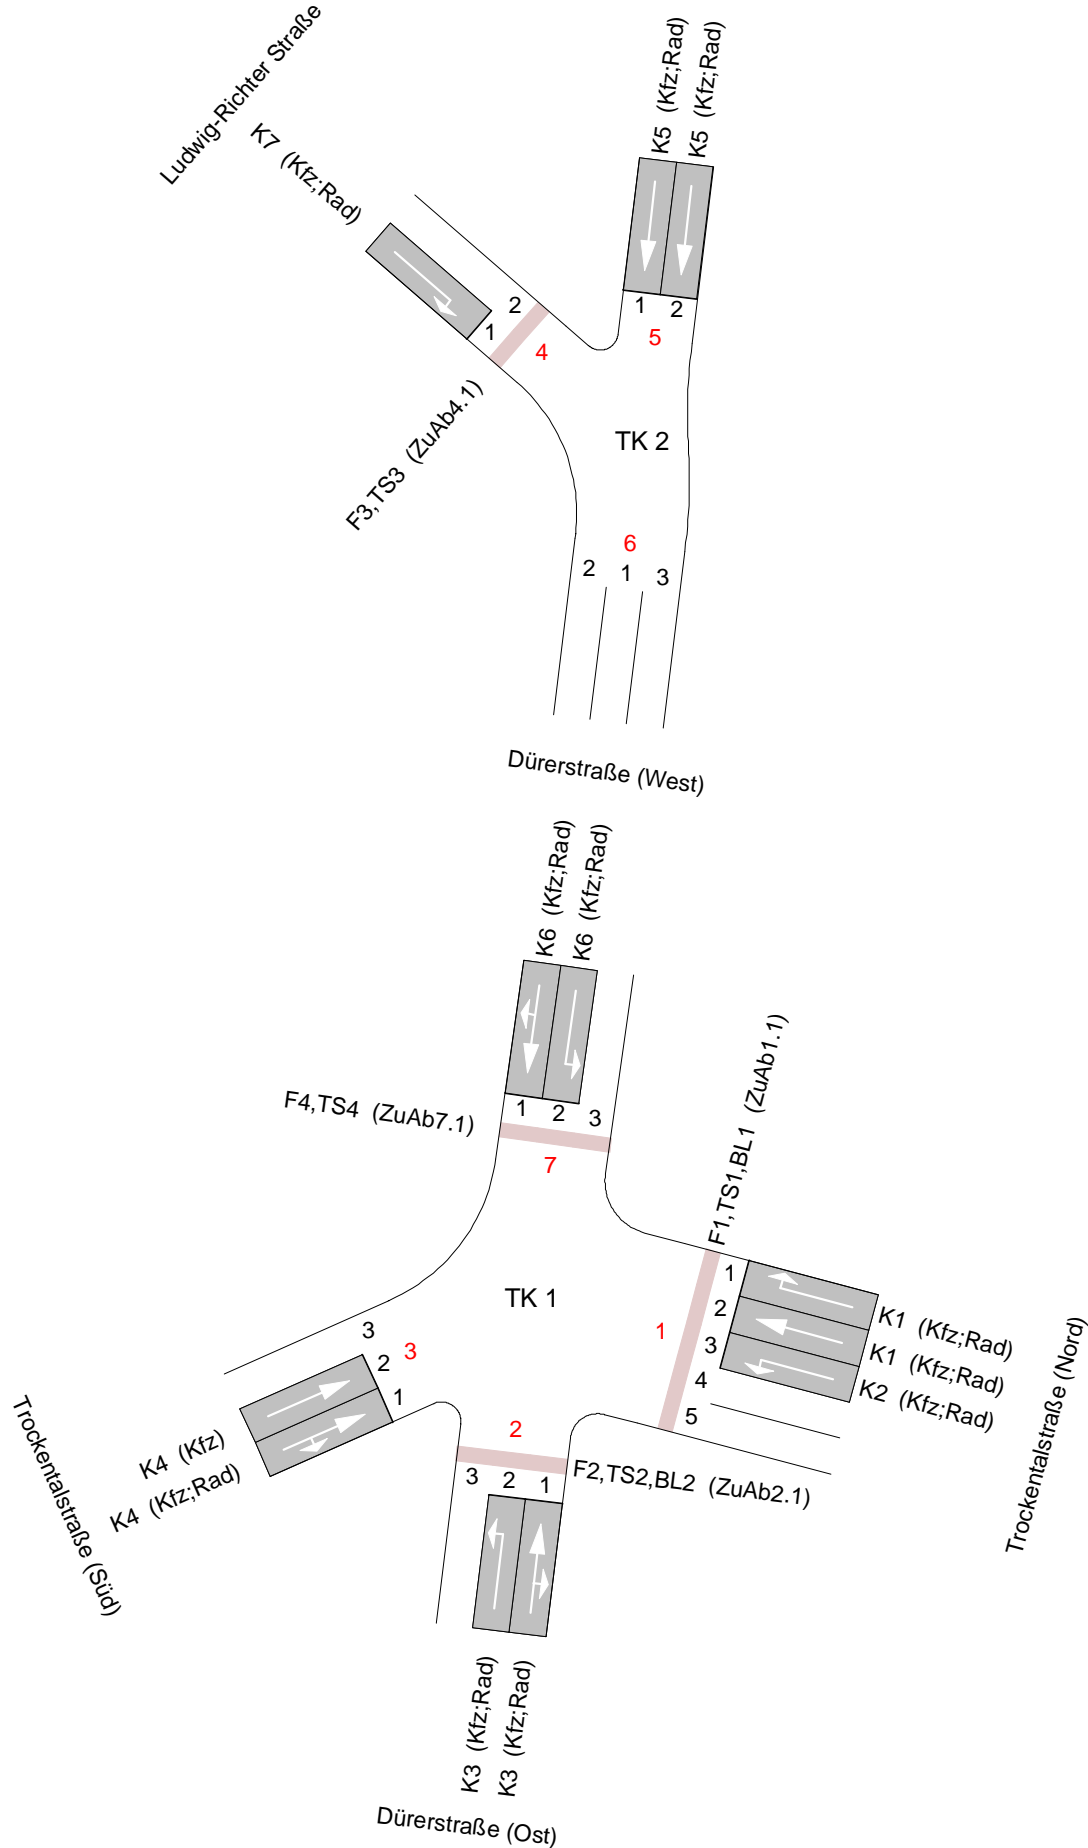 Ludwig-Richter Straße
K7 (Kfz;Rad)
K5 (Kfz;Rad)
K5 (Kfz;Rad)
1
2
1
2
4
5
F3,TS3 (ZuAb4.1)
TK 2
6
2
1
3
Dürerstraße (West)
K6 (Kfz;Rad)
K6 (Kfz;Rad)
F4,TS4 (ZuAb7.1)
1
2
3
7
F1,TS1,BL1 (ZuAb1.1)
TK 1
1
1
2
3
4
5
K1 (Kfz;Rad)
K1 (Kfz;Rad)
K2 (Kfz;Rad)
Trockentalstraße (Nord)
3
2
1
3
K4 (Kfz)
K4 (Kfz;Rad)
Trockentalstraße (Süd)
2
3
2
1
F2,TS2,BL2 (ZuAb2.1)
K3 (Kfz;Rad)
K3 (Kfz;Rad)
Dürerstraße (Ost)